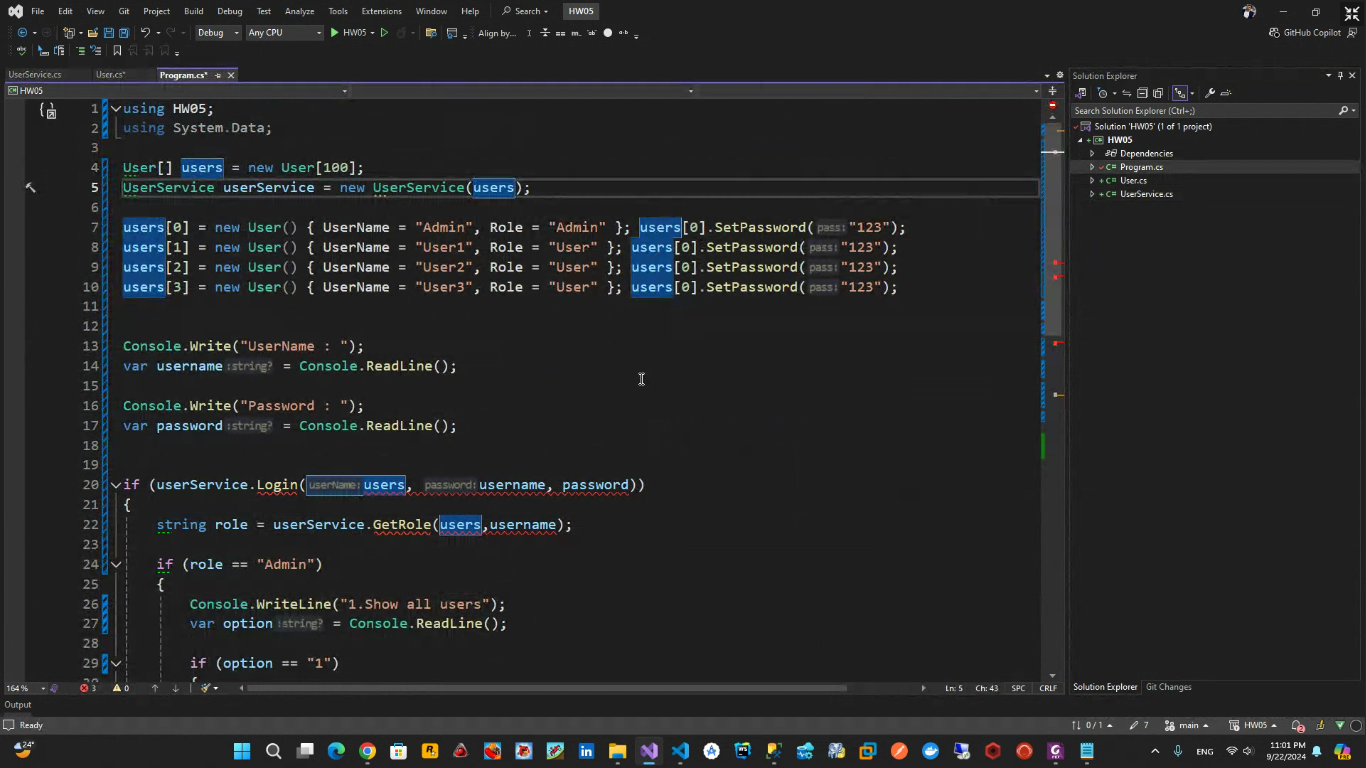 File Edit View Git Project Build Debug Test Analyze Tools Extensions Window Help Search HW05
Debug Any CPU HW05 Align by... GitHub Copilot
UserService.cs User.cs* Program.cs*
HW05
1 using HW05;
2 using System.Data;
3
4 User[] users = new User[100];
5 UserService userService = new UserService(users);
6
7 users[0] = new User() { UserName = "Admin", Role = "Admin" }; users[0].SetPassword(pass: "123");
8 users[1] = new User() { UserName = "User1", Role = "User" }; users[0].SetPassword(pass: "123");
9 users[2] = new User() { UserName = "User2", Role = "User" }; users[0].SetPassword(pass: "123");
10 users[3] = new User() { UserName = "User3", Role = "User" }; users[0].SetPassword(pass: "123");
11
12
13 Console.Write("UserName : ");
14 var username :string? = Console.ReadLine();
15
16 Console.Write("Password : ");
17 var password :string? = Console.ReadLine();
18
19
20 if (userService.Login(userName: users, password: username, password))
21 {
22 string role = userService.GetRole(users,username);
23
24 if (role == "Admin")
25 {
26 Console.WriteLine("1.Show all users");
27 var option :string? = Console.ReadLine();
28
29 if (option == "1")
164 % 3 0 Ln: 5 Ch: 43 SPC CRLF
Solution Explorer
Search Solution Explorer (Ctrl+;)
Solution 'HW05' (1 of 1 project)
HW05
Dependencies
Program.cs
User.cs
UserService.cs
Solution Explorer Git Changes
Output
Ready 0 / 1 7 main HW05
24° ENG 11:01 PM
9/22/2024